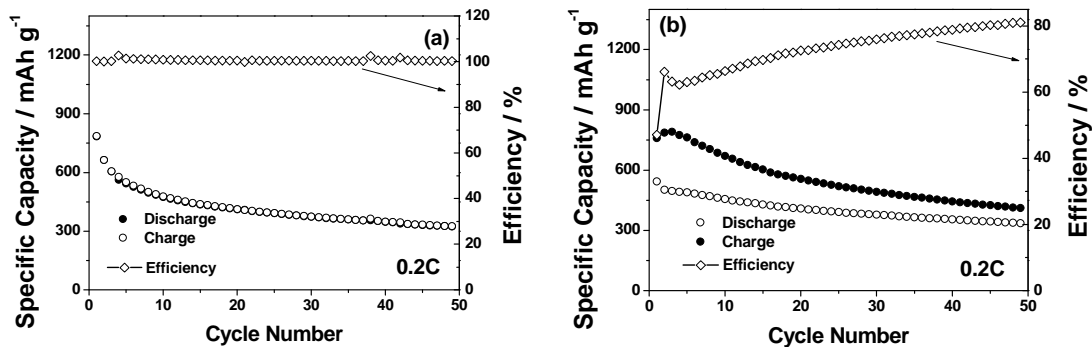 (a)
Specific Capacity / mAh g-1
1200
900
600
300
0
120
100
80
60
40
20
0
Efficiency / %
Discharge
Charge
Efficiency
0.2C
0 10 20 30 40 50
Cycle Number
(b)
Specific Capacity / mAh g-1
1200
900
600
300
0
80
60
40
20
0
Efficiency / %
Discharge
Charge
Efficiency
0.2C
0 10 20 30 40 50
Cycle Number